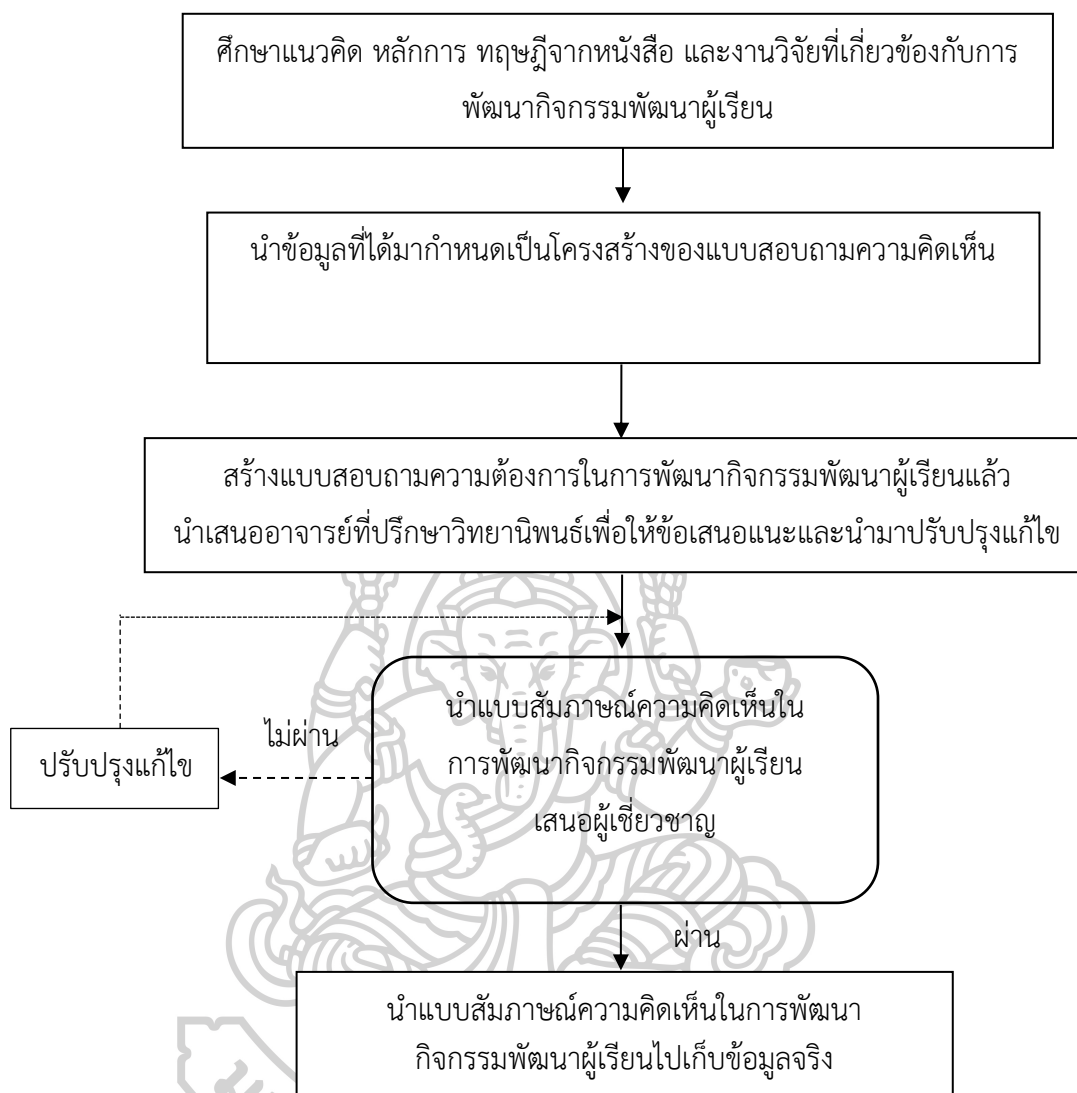 ศึกษาแนวคิด หลักการ ทฤษฎีจากหนังสือ และงานวิจัยที่เกี่ยวข้องกับการ
พัฒนากิจกรรมพัฒนาผู้เรียน
นำข้อมูลที่ได้มากำหนดเป็นโครงสร้างของแบบสอบถามความคิดเห็น
สร้างแบบสอบถามความต้องการในการพัฒนากิจกรรมพัฒนาผู้เรียนแล้ว
นำเสนออาจารย์ที่ปรึกษาวิทยานิพนธ์เพื่อให้ข้อเสนอแนะและนำมาปรับปรุงแก้ไข
นำแบบสัมภาษณ์ความคิดเห็นใน
การพัฒนากิจกรรมพัฒนาผู้เรียน
เสนอผู้เชี่ยวชาญ
ไม่ผ่าน
ปรับปรุงแก้ไข
ผ่าน
นำแบบสัมภาษณ์ความคิดเห็นในการพัฒนา
กิจกรรมพัฒนาผู้เรียนไปเก็บข้อมูลจริง